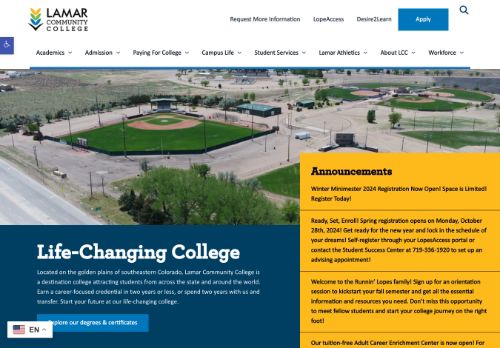 LAMAR
COMMUNITY
COLLEGE
Request More Information LopeAccess Desire2Learn Apply
Academics Admission Paying For College Campus Life Student Services Lamar Athletics About LCC Workforce
Announcements
Winter Minimester 2024 Registration Now Open! Space is Limited!
Register Today!
Ready, Set, Enroll! Spring registration opens on Monday, October
28th, 2024! Get ready for the new year and lock in the schedule
of your dreams! Self-register through your LopesAccess portal or
contact the Student Success Center at 719-336-1920 to set up an
advising appointment!
Life-Changing College
Located on the golden plains of southeastern Colorado, Lamar Community College is
a destination college attracting students from across the state and around the world.
Earn a career-focused credential in two years or less, or spend two years with us and
transfer. Start your future at our life-changing college.
Explore our degrees & certificates
EN
Welcome to the Runnin' Lopes family! Sign up for an orientation
session to kickstart your fall semester and get all the essential
information and resources you need. Don't miss this opportunity
to meet fellow students and start your college journey on the
right foot!
Our tuition-free Adult Career Enrichment Center is now open! For